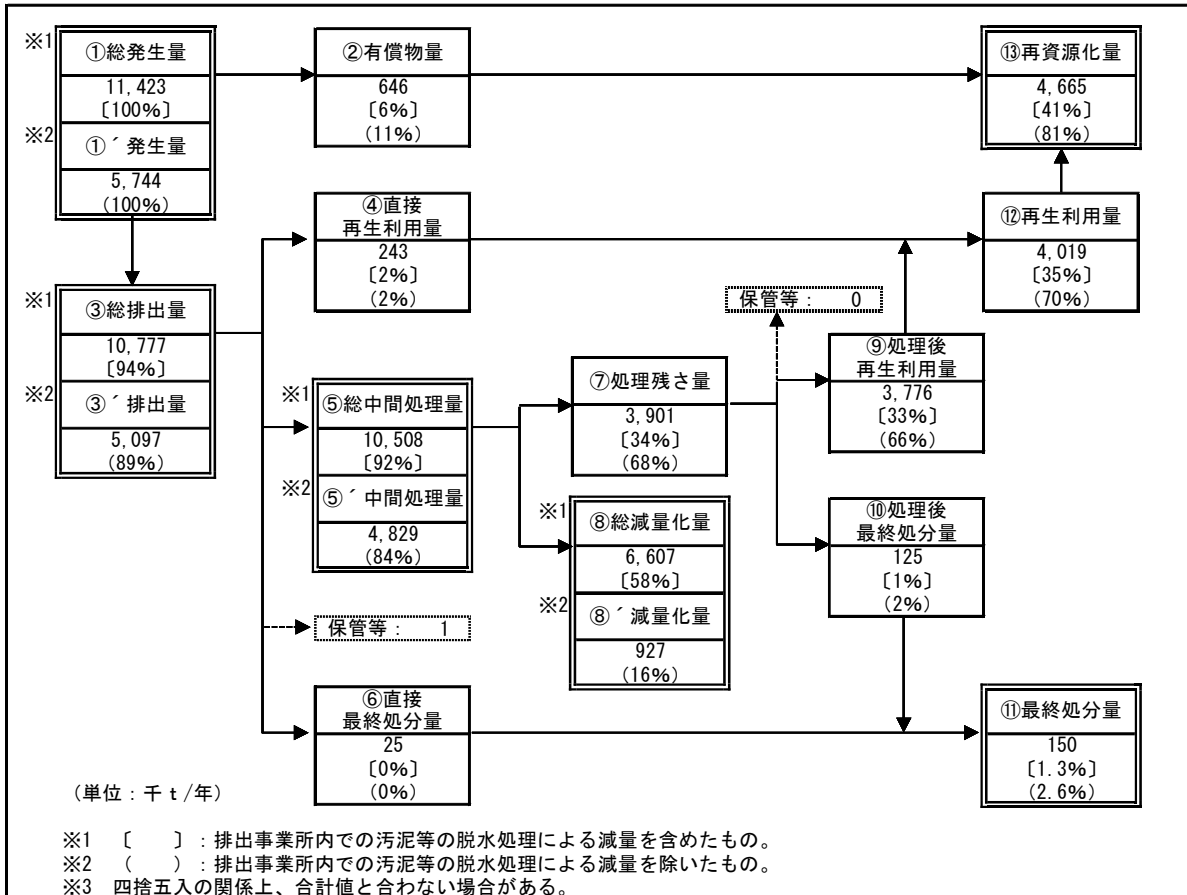 ※1
①総発生量
11,423
〔100%〕
※2
①´発生量
5,744
(100%)
②有償物量
646
〔6%〕
(11%)
⑬再資源化量
4,665
〔41%〕
(81%)
④直接
再生利用量
243
〔2%〕
(2%)
⑫再生利用量
4,019
〔35%〕
(70%)
※1
③総排出量
10,777
〔94%〕
※2
③´排出量
5,097
(89%)
保管等： 0
⑨処理後
再生利用量
3,776
〔33%〕
(66%)
※1
⑤総中間処理量
10,508
〔92%〕
※2
⑤´中間処理量
4,829
(84%)
⑦処理残さ量
3,901
〔34%〕
(68%)
※1
⑧総減量化量
6,607
〔58%〕
※2
⑧´減量化量
927
(16%)
⑩処理後
最終処分量
125
〔1%〕
(2%)
保管等： 1
⑥直接
最終処分量
25
〔0%〕
(0%)
⑪最終処分量
150
〔1.3%〕
(2.6%)
（単位：千ｔ/年）
※1 〔 〕：排出事業所内での汚泥等の脱水処理による減量を含めたもの。
※2 （ ）：排出事業所内での汚泥等の脱水処理による減量を除いたもの。
※3 四捨五入の関係上、合計値と合わない場合がある。